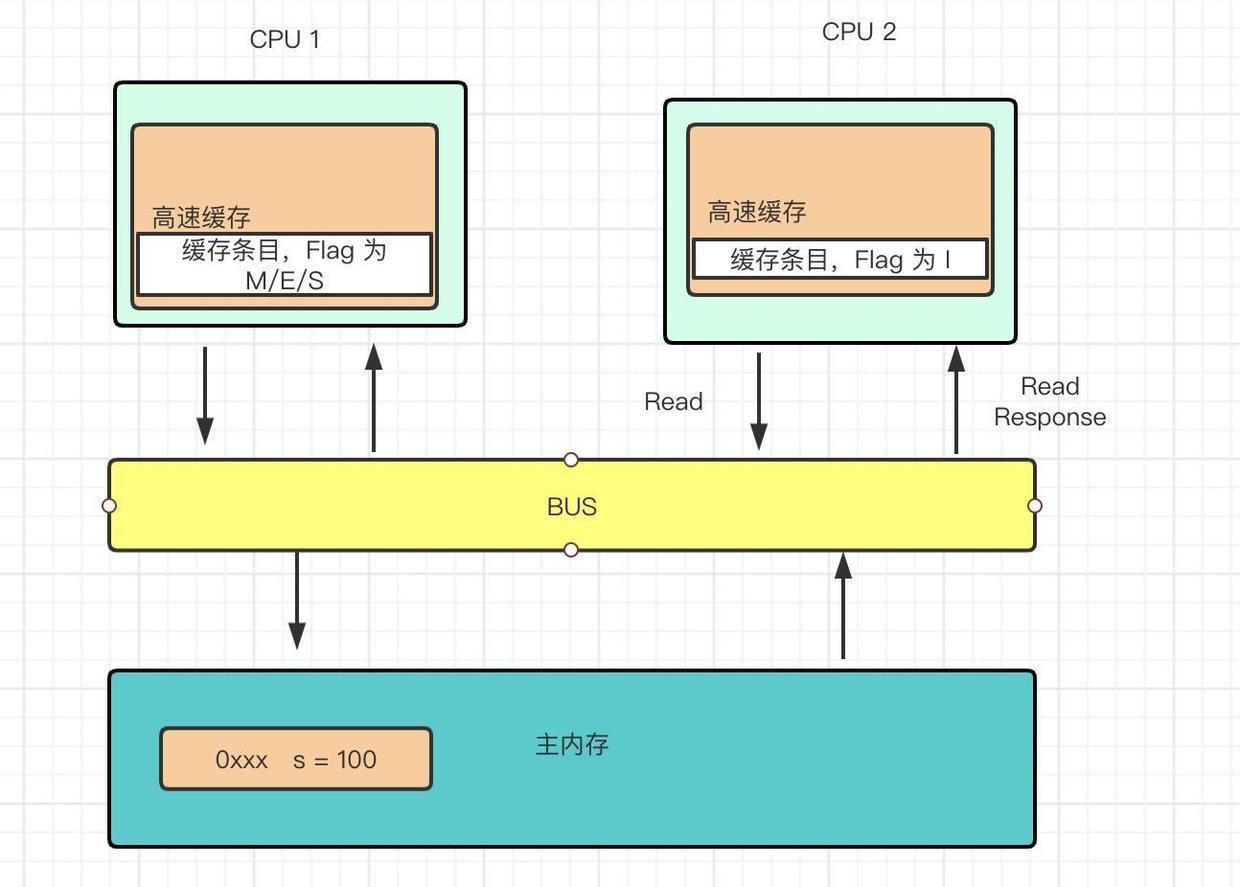 CPU 1
CPU 2
高速缓存
缓存条目，Flag 为
M/E/S
高速缓存
缓存条目，Flag 为 I
Read
Read
Response
BUS
主内存
0xxx s = 100